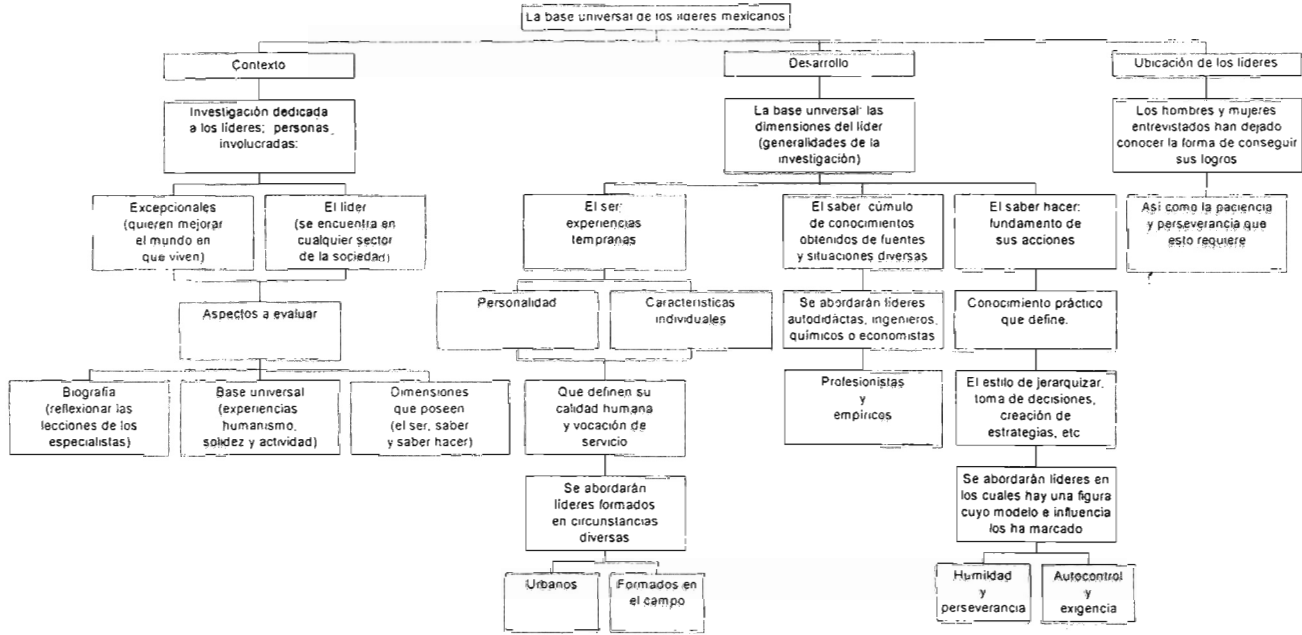 La base universal de los líderes mexicanos
Contexto
Desarrollo
Ubicación de los líderes
Investigación dedicada
a los líderes; personas
involucradas:
La base universal: las
dimensiones del líder
(generalidades de la
investigación)
Los hombres y mujeres
entrevistados han dejado
conocer la forma de conseguir
sus logros
Excepcionales
(quieren mejorar
el mundo en
que viven)
El líder
(se encuentra en
cualquier sector
de la sociedad)
El ser:
experiencias
tempranas
El saber cúmulo
de conocimientos
obtenidos de fuentes
y situaciones diversas
El saber hacer:
fundamento de
sus acciones
Así como la paciencia
y perseverancia que
esto requiere
Aspectos a evaluar
Personalidad
Características
individuales
Se abordarán líderes
autodidactas, ingenieros,
químicos o economistas
Conocimiento práctico
que define.
Biografía
(reflexionar las
lecciones de los
especialistas)
Base universal
(experiencias
humanismo,
solidez y actividad)
Dimensiones
que poseen
(el ser, saber
y saber hacer)
Que definen su
calidad humana
y vocación de
servicio
Profesionistas
y
empíricos
El estilo de jerarquizar,
toma de decisiones,
creación de
estrategias, etc
Se abordarán
líderes formados
en circunstancias
diversas
Se abordarán líderes en
los cuales hay una figura
cuyo modelo e influencia
los ha marcado
Urbanos
Formados en
el campo
Humildad
y
perseverancia
Autocontrol
y
exigencia